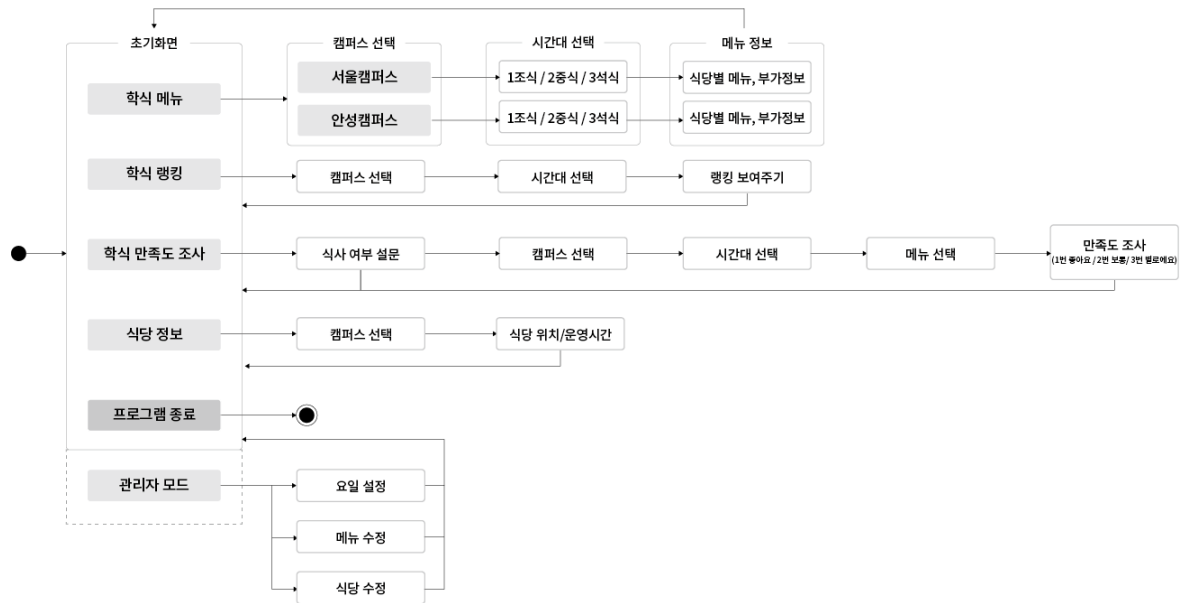 초기화면
캠퍼스 선택
시간대 선택
메뉴 정보
학식 메뉴
서울캠퍼스
1조식 / 2중식 / 3석식
식당별 메뉴, 부가정보
안성캠퍼스
1조식 / 2중식 / 3석식
식당별 메뉴, 부가정보
학식 랭킹
캠퍼스 선택
시간대 선택
랭킹 보여주기
학식 만족도 조사
식사 여부 설문
캠퍼스 선택
시간대 선택
메뉴 선택
만족도 조사
(1번 좋아요 / 2번 보통/ 3번 별로에요)
식당 정보
캠퍼스 선택
식당 위치/운영시간
프로그램 종료
관리자 모드
요일 설정
메뉴 수정
식당 수정